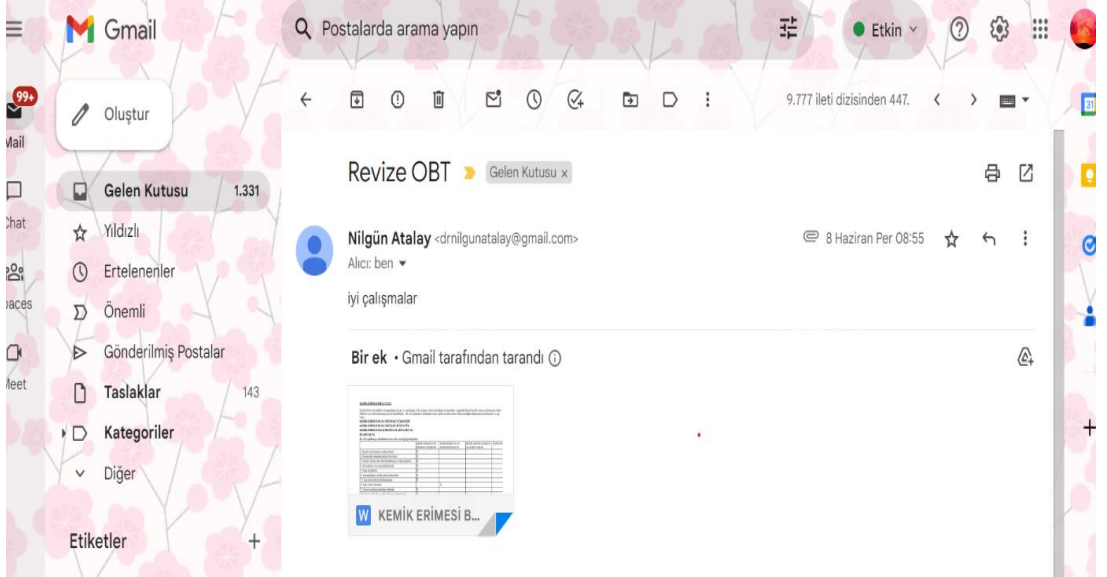 Gmail
Postalarda arama yapın
Etkin
99+
Mail
Oluştur
9.777 ileti dizisinden 447.
31
Revize OBT
Gelen Kutusu x
Gelen Kutusu 1.331
Chat
Yıldızlı
Nilgün Atalay <drnilgunatalay@gmail.com>
8 Haziran Per 08:55
Alıcı: ben
Ertelenenler
iyi çalışmalar
paces
Önemli
Gönderilmiş Postalar
Bir ek • Gmail tarafından tarandı
Meet
Taslaklar 143
Kategoriler
Diğer
W KEMİK ERİMESİ B...
Etiketler +